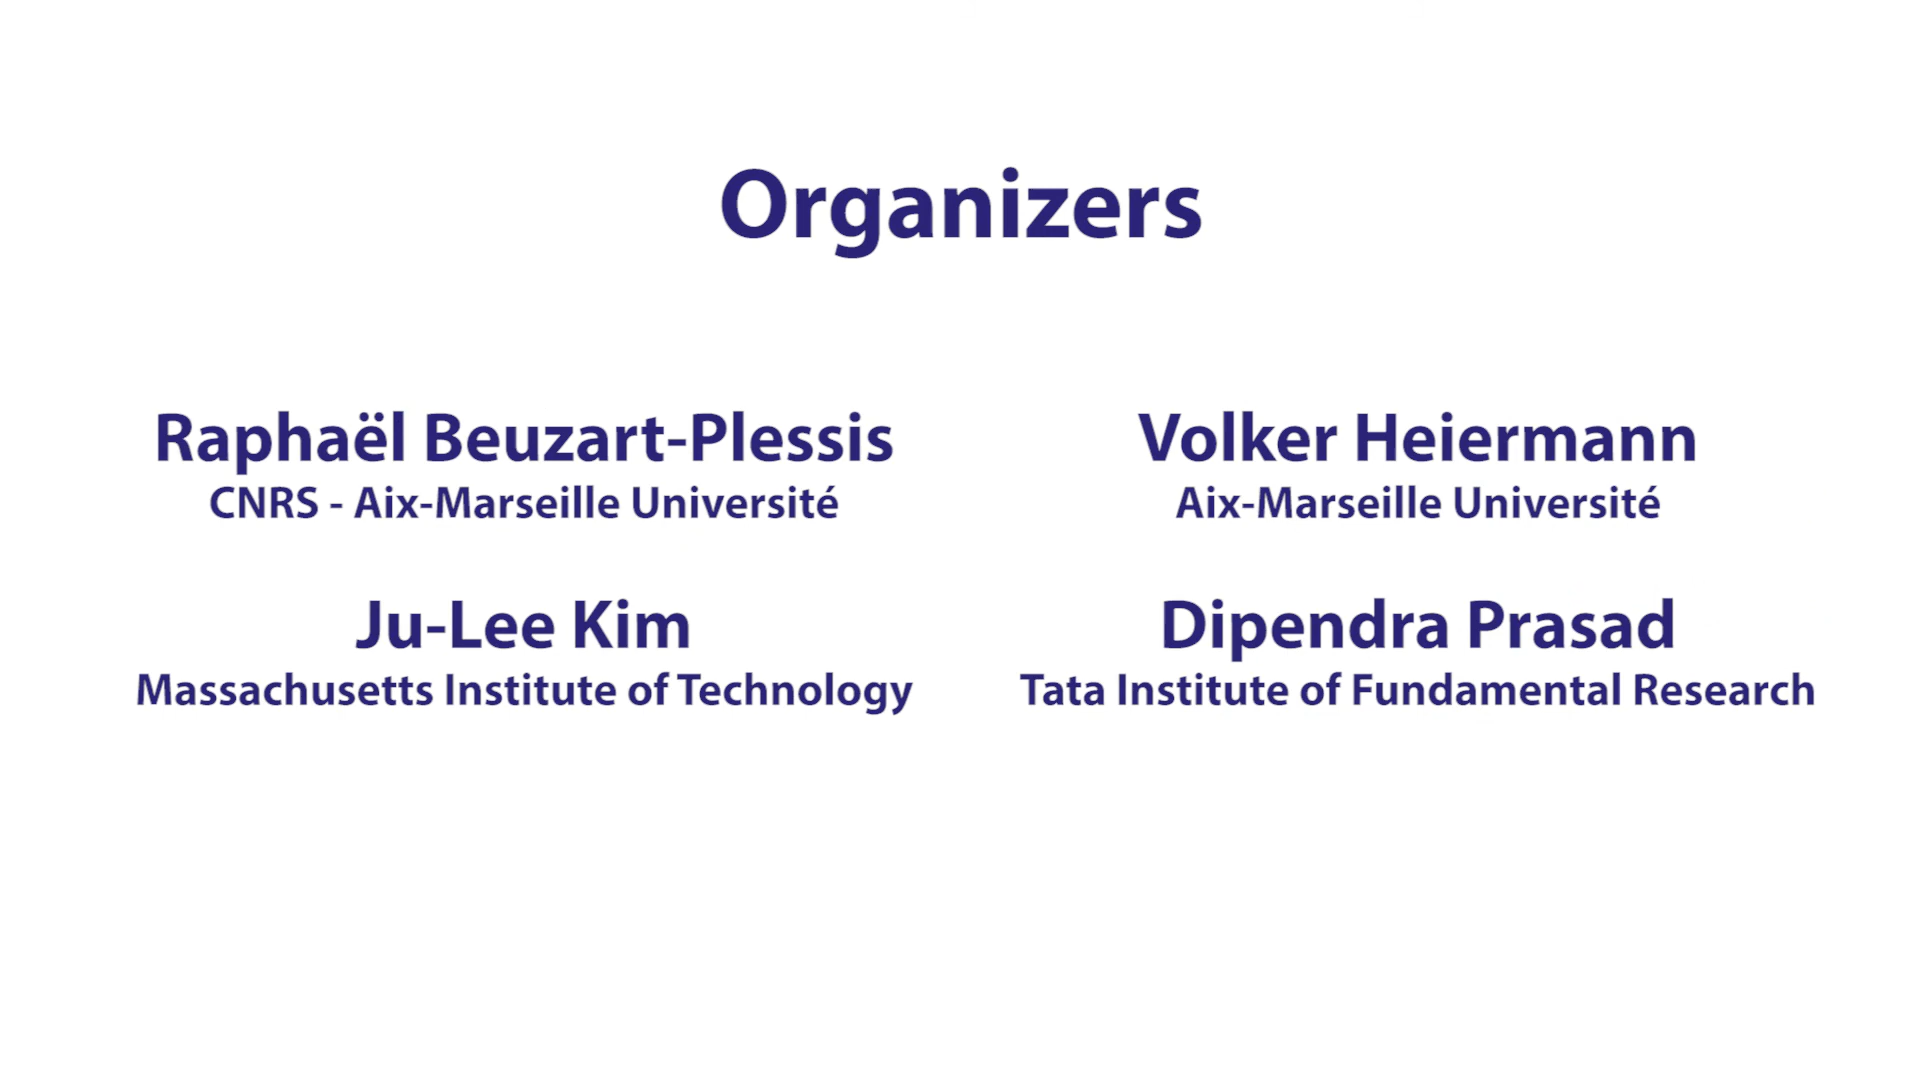 Organizers
Raphaël Beuzart-Plessis
CNRS - Aix-Marseille Université
Volker Heiermann
Aix-Marseille Université
Ju-Lee Kim
Massachusetts Institute of Technology
Dipendra Prasad
Tata Institute of Fundamental Research